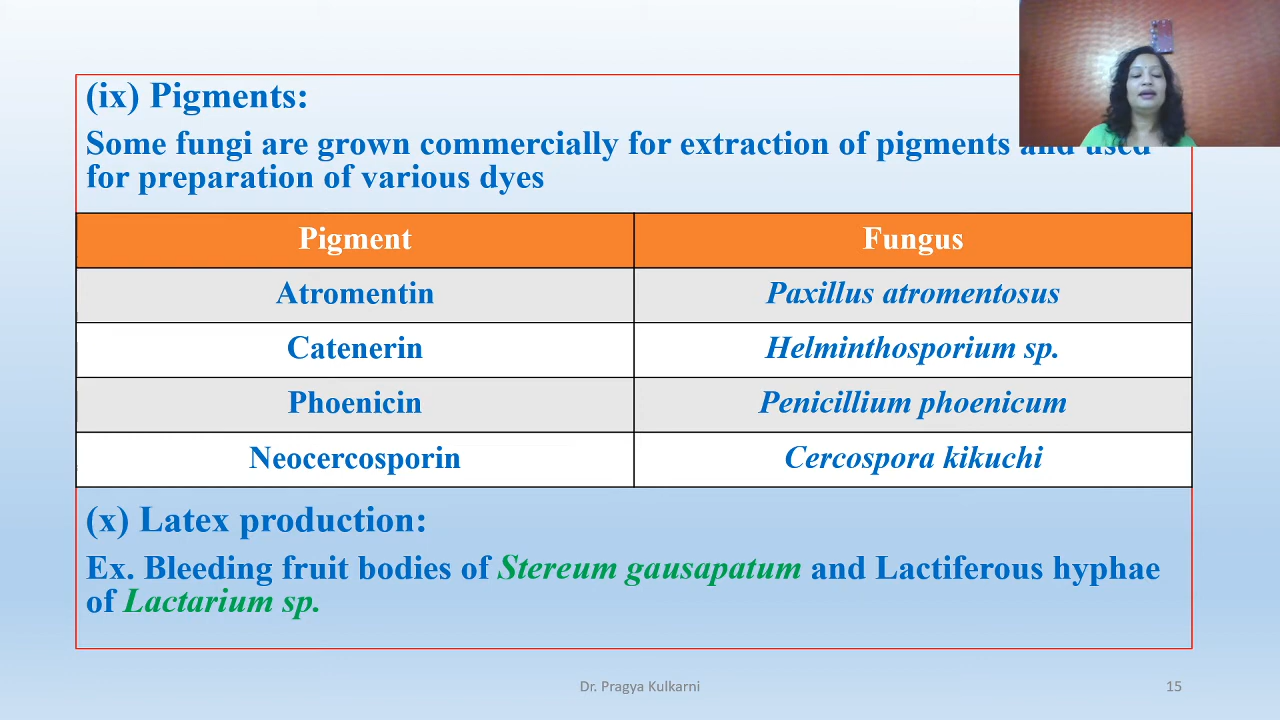 (ix) Pigments:
Some fungi are grown commercially for extraction of pigments and used
for preparation of various dyes
Pigment Fungus
Atromentin Paxillus atromentosus
Catenerin Helminthosporium sp.
Phoenicin Penicillium phoenicum
Neocercosporin Cercospora kikuchi
(x) Latex production:
Ex. Bleeding fruit bodies of Stereum gausapatum and Lactiferous hyphae
of Lactarium sp.
Dr. Pragya Kulkarni 15